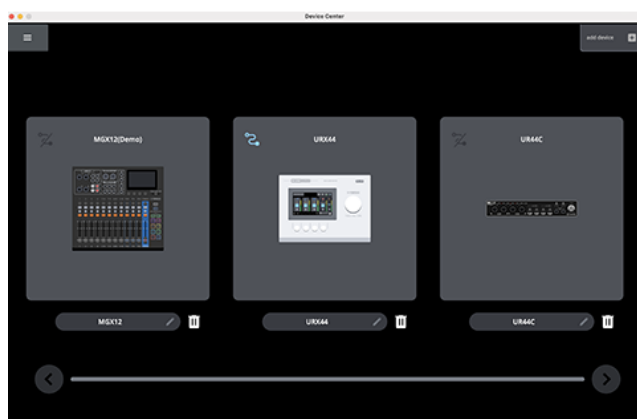 Device Center
add device
MGX12(Demo)
URX44
UR44C
MGX12
URX44
UR44C